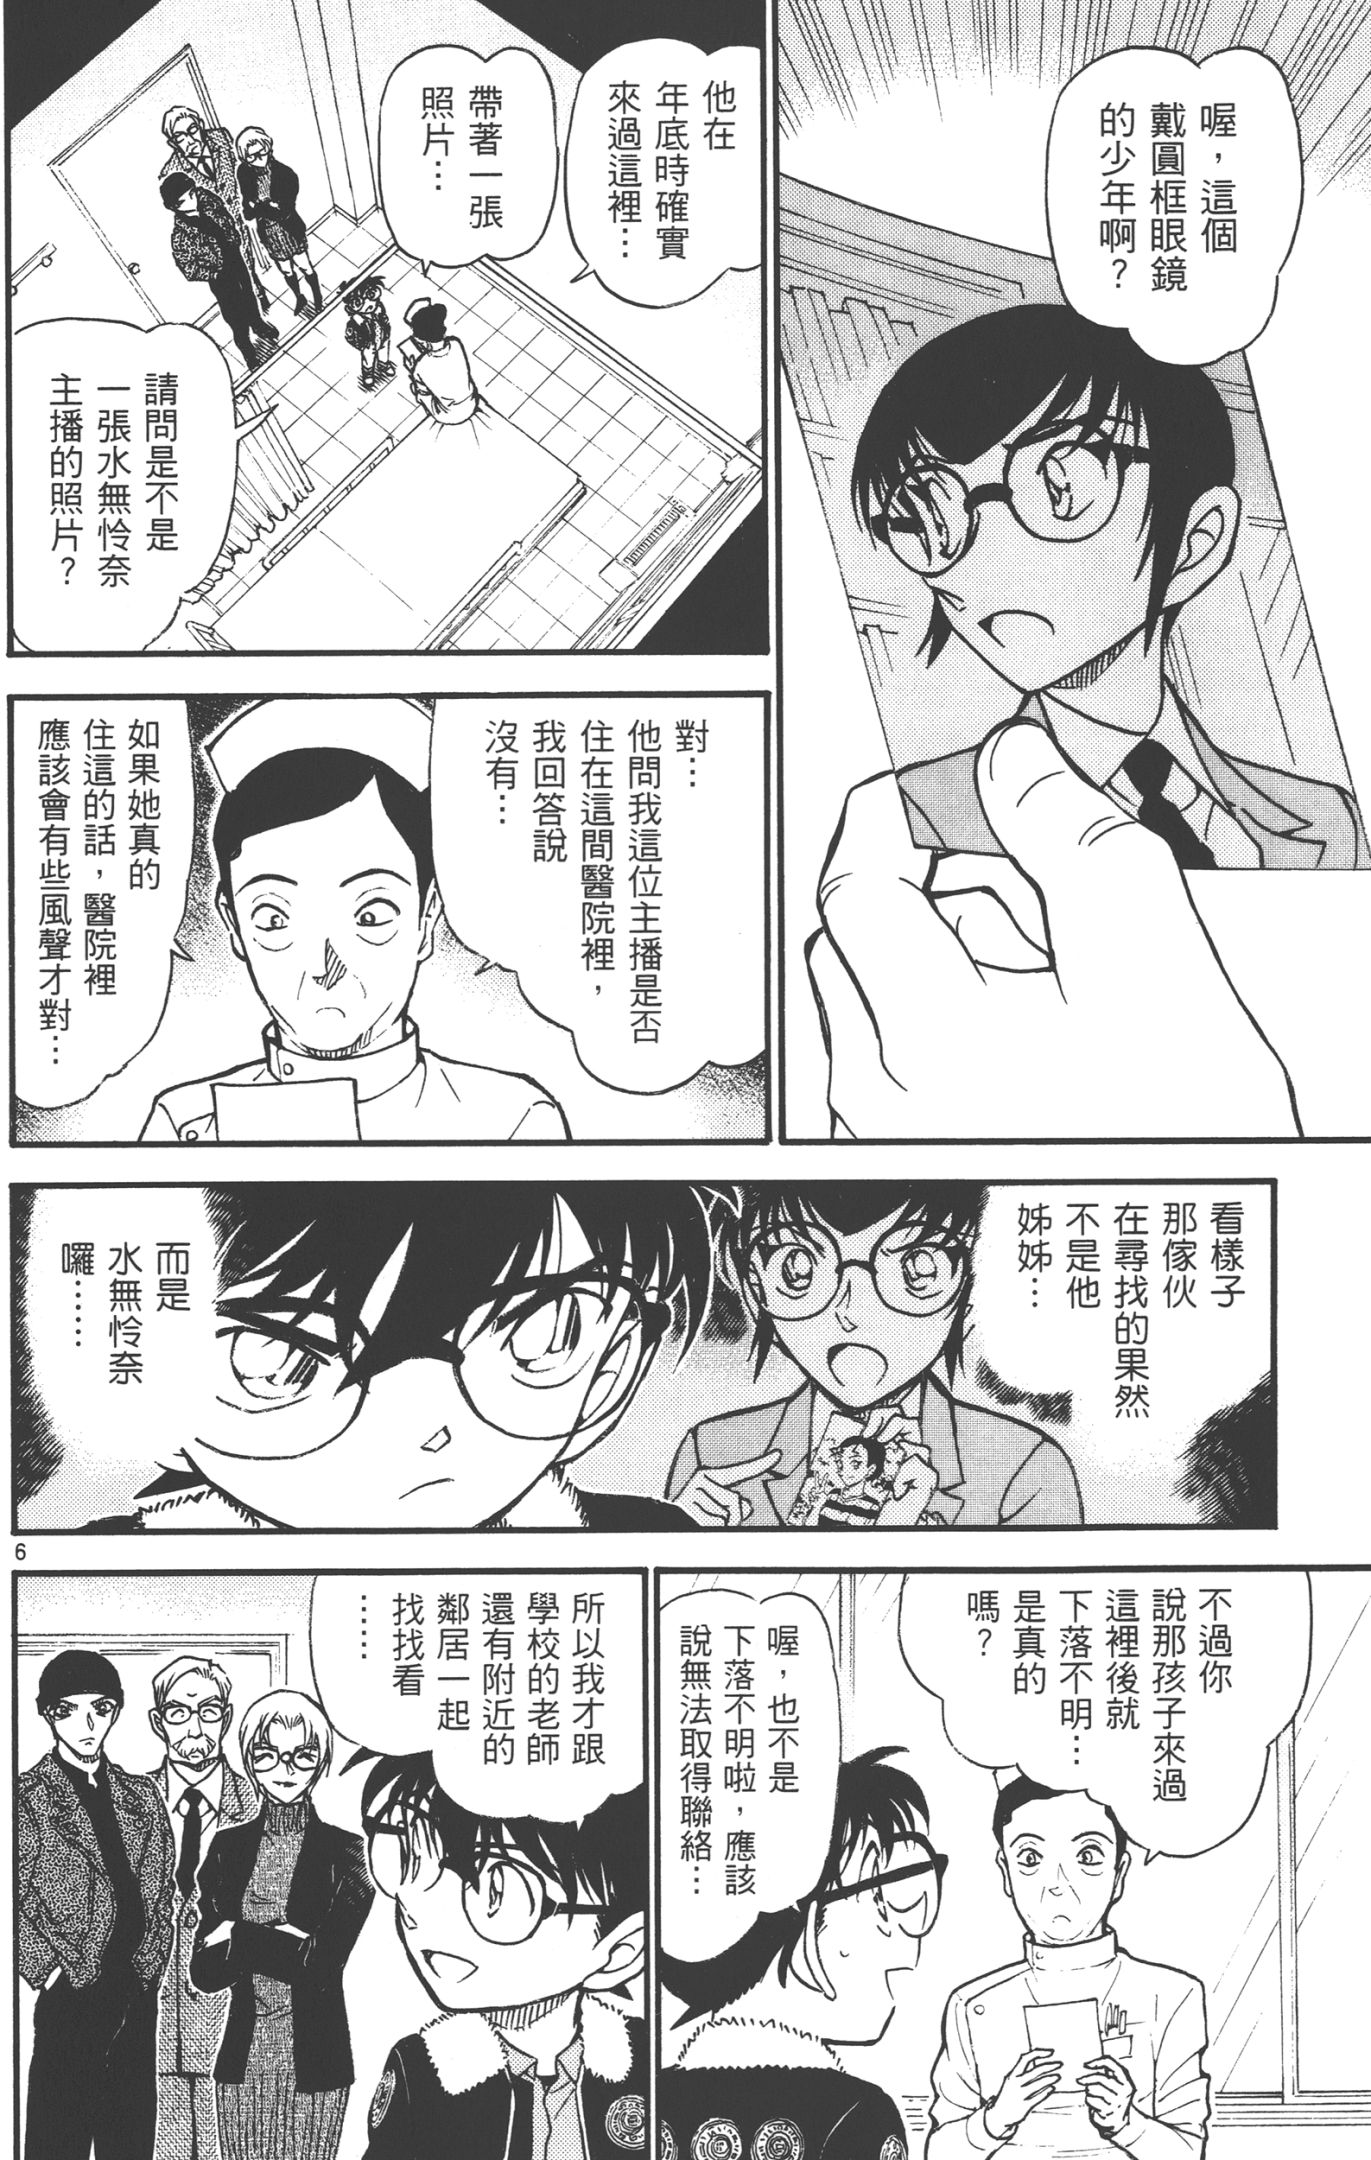 喔，這個
戴圓框眼鏡
的少年啊？
他在
年底時確實
來過這裡…
帶著一張
照片…
請問是不是
一張水無怜奈
主播的照片？
對…
他問我這位主播是否
住在這間醫院裡，
我回答說
沒有…
如果她真的
住這的話，醫院裡
應該會有些風聲才對…
看樣子
那傢伙
在尋找的果然
不是他
姊姊…
而是
水無怜奈
囉……
6
不過你
說那孩子來過
這裡後就
下落不明…
是真的
嗎？
喔，也不是
下落不明啦，應該
說無法取得聯絡…
所以我才跟
學校的老師
還有附近的
鄰居一起
找找看
……